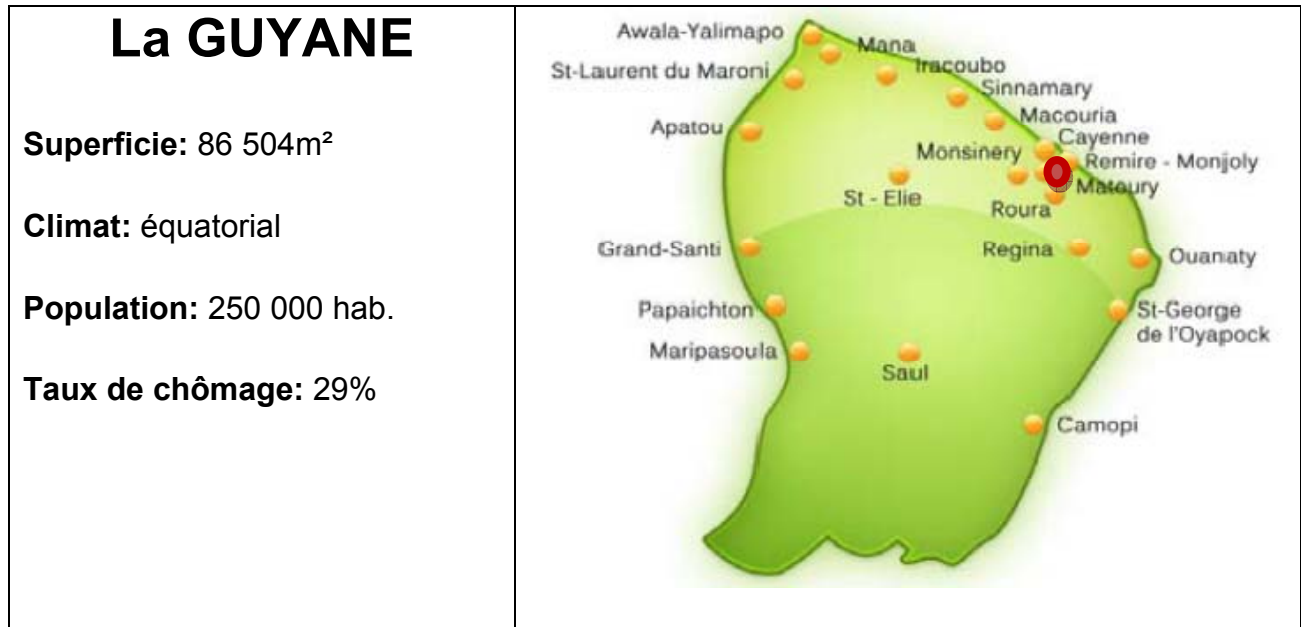 La GUYANE
Superficie: 86 504m²
Climat: équatorial
Population: 250 000 hab.
Taux de chômage: 29%
Awala-Yalimapo
Mana
St-Laurent du Maroni
Iracoubo
Sinnamary
Apatou
Macouria
Cayenne
Monsinery
Remire - Monjoly
Matoury
St - Elie
Roura
Grand-Santi
Regina
Ouanaty
Papaichton
St-George
de l'Oyapock
Maripasoula
Saul
Camopi